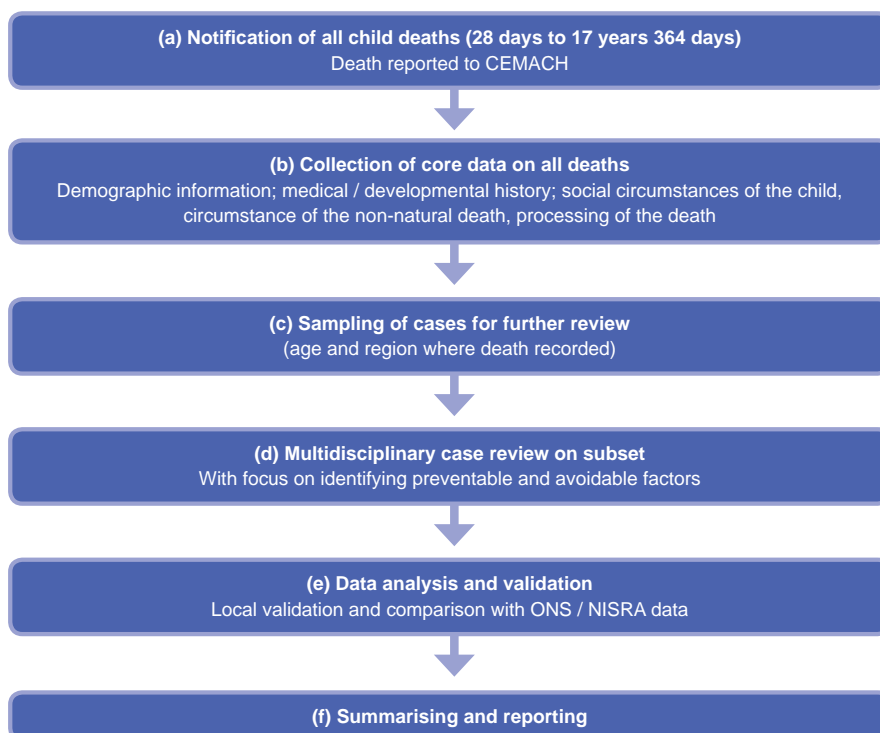 (a) Notification of all child deaths (28 days to 17 years 364 days)
Death reported to CEMACH
(b) Collection of core data on all deaths
Demographic information; medical / developmental history; social circumstances of the child,
circumstance of the non-natural death, processing of the death
(c) Sampling of cases for further review
(age and region where death recorded)
(d) Multidisciplinary case review on subset
With focus on identifying preventable and avoidable factors
(e) Data analysis and validation
Local validation and comparison with ONS / NISRA data
(f) Summarising and reporting